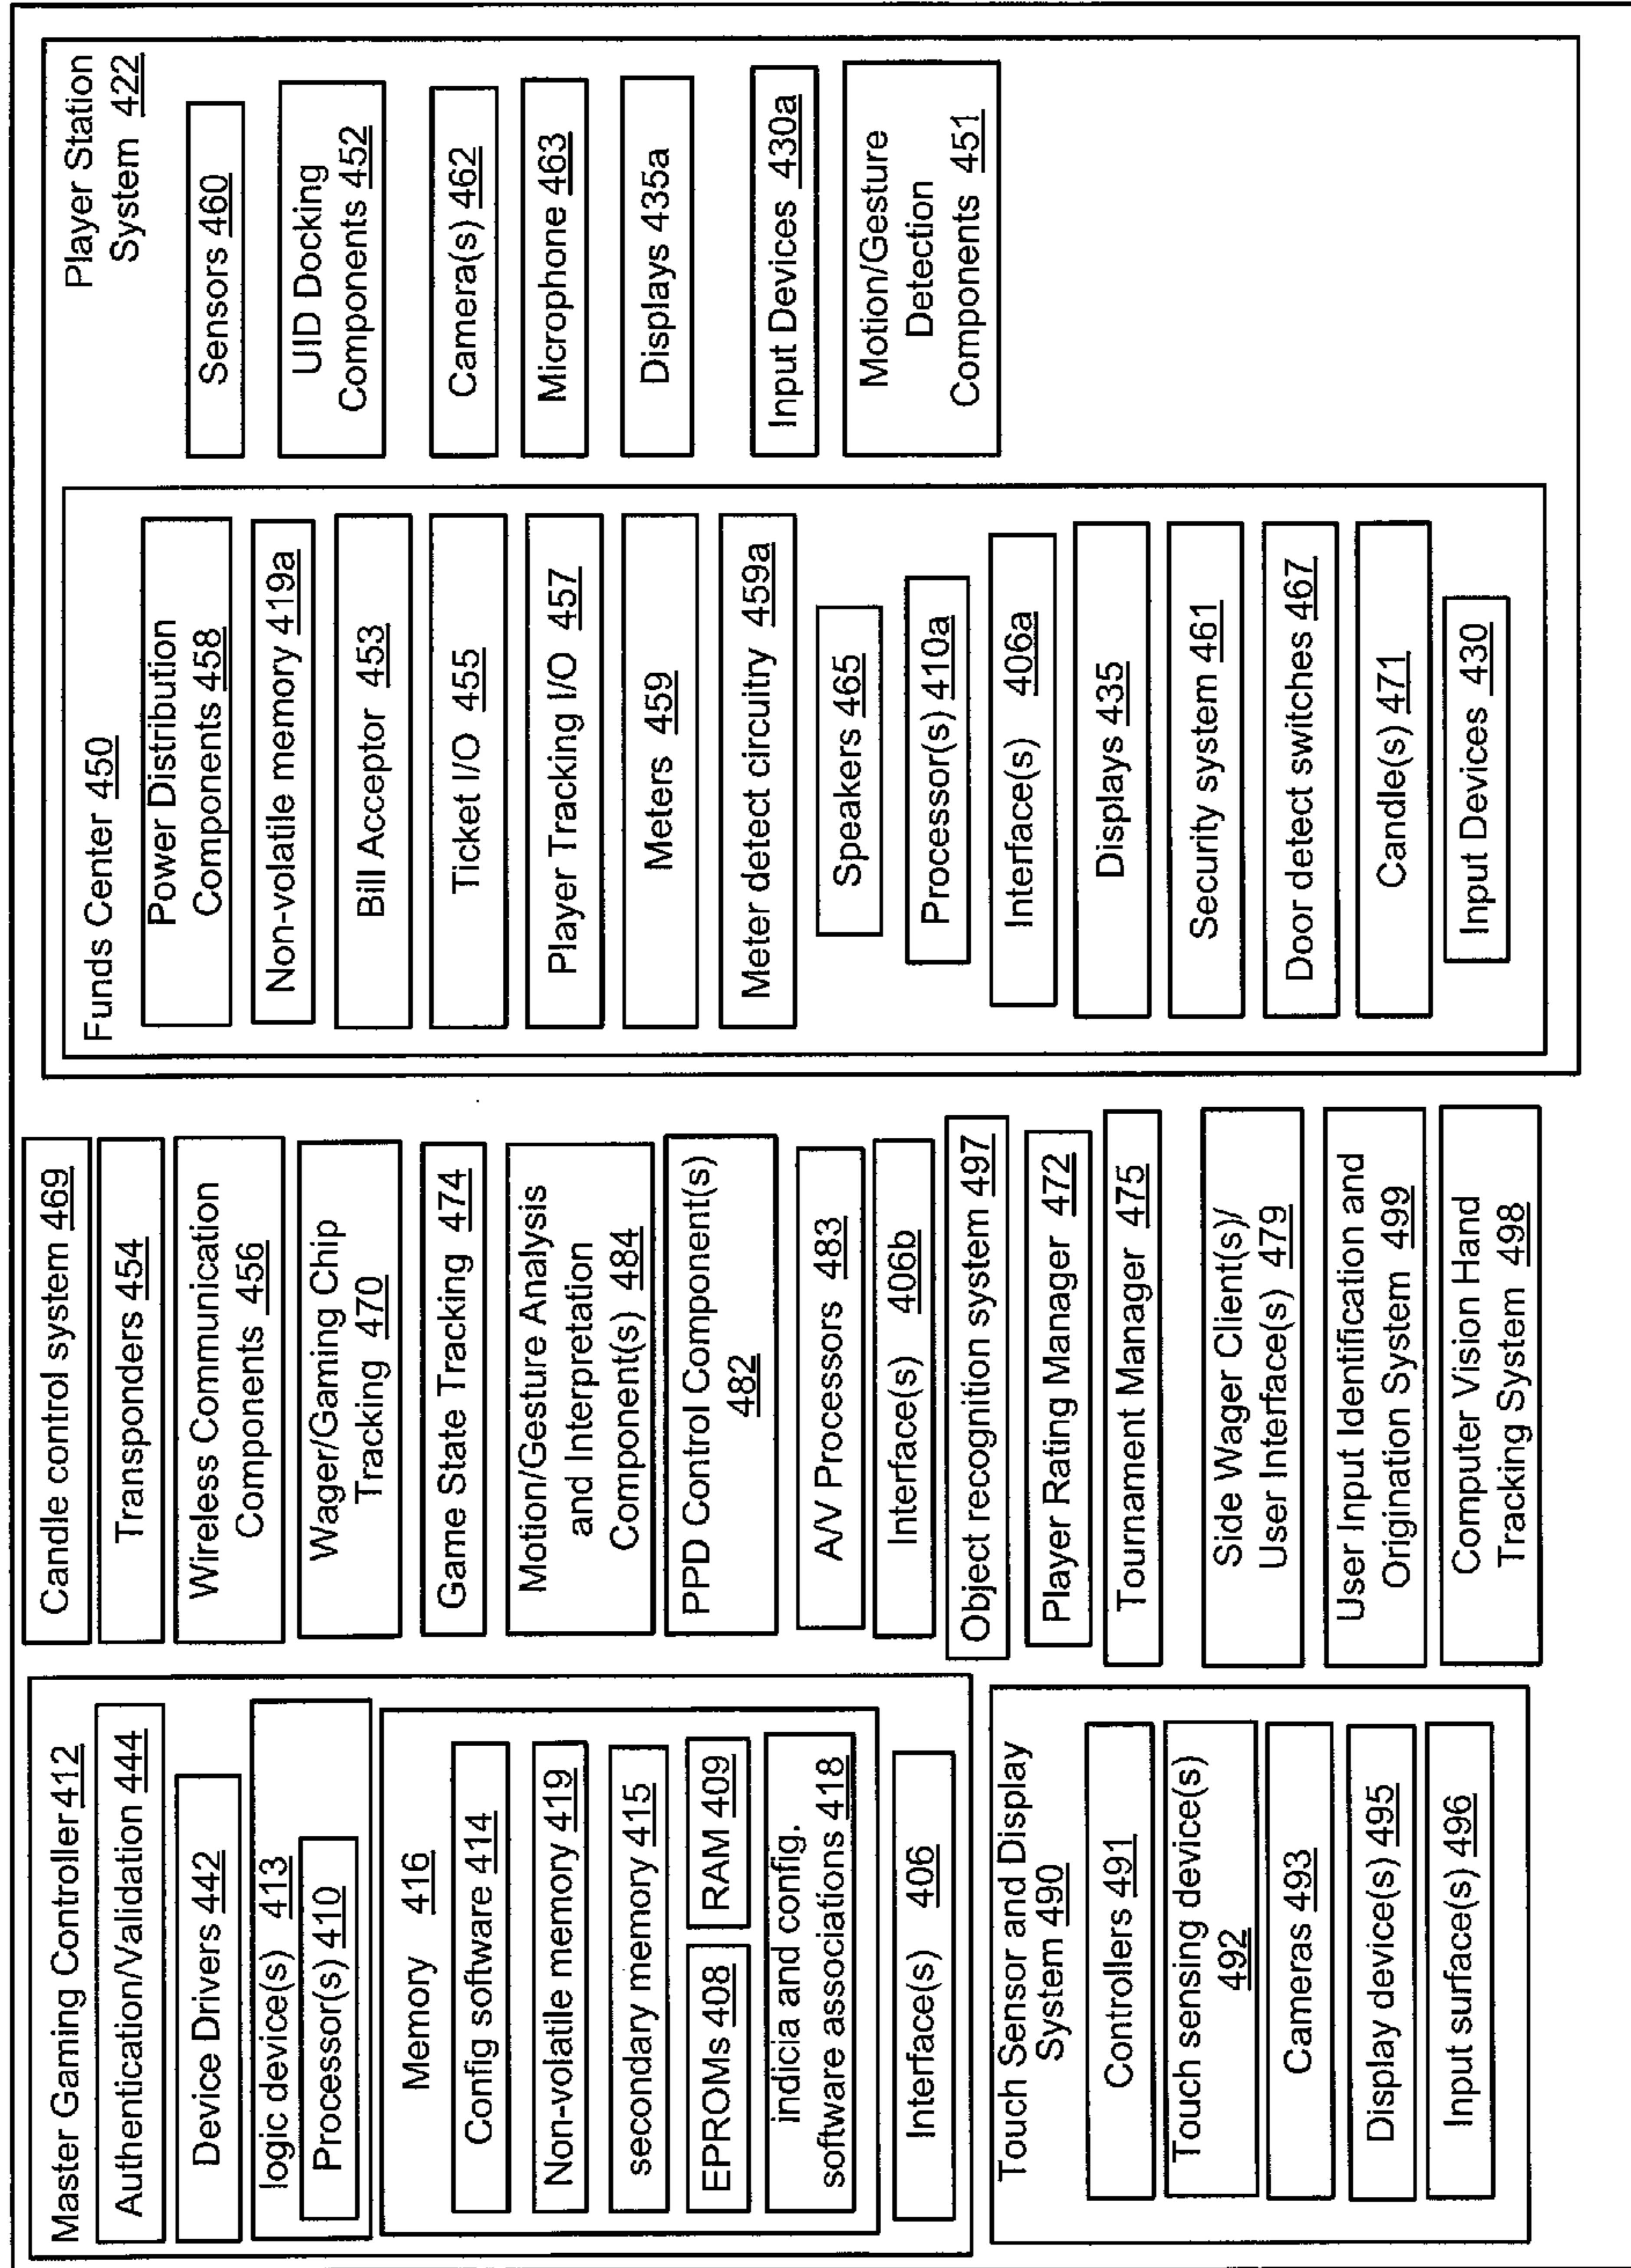 Master Gaming Controller 412
Authentication/Validation 444
Device Drivers 442
logic device(s) 413
Processor(s) 410
Memory 416
Config software 414
Non-volatile memory 419
secondary memory 415
EPROMs 408
RAM 409
indicia and config.
software associations 418
Interface(s) 406
Touch Sensor and Display
System 490
Controllers 491
Touch sensing device(s)
492
Cameras 493
Display device(s) 495
Input surface(s) 496
Candle control system 469
Transponders 454
Wireless Communication
Components 456
Wager/Gaming Chip
Tracking 470
Game State Tracking 474
Motion/Gesture Analysis
and Interpretation
Component(s) 484
PPD Control Component(s)
482
A/V Processors 483
Interface(s) 406b
Object recognition system 497
Player Rating Manager 472
Tournament Manager 475
Side Wager Client(s)/
User Interface(s) 479
User Input Identification and
Origination System 499
Computer Vision Hand
Tracking System 498
Player Station
System 422
Funds Center 450
Power Distribution
Components 458
Non-volatile memory 419a
Bill Acceptor 453
Ticket I/O 455
Player Tracking I/O 457
Meters 459
Meter detect circuitry 459a
Speakers 465
Processor(s) 410a
Interface(s) 406a
Displays 435
Security system 461
Door detect switches 467
Candle(s) 471
Input Devices 430
Sensors 460
UID Docking
Components 452
Camera(s) 462
Microphone 463
Displays 435a
Input Devices 430a
Motion/Gesture
Detection
Components 451